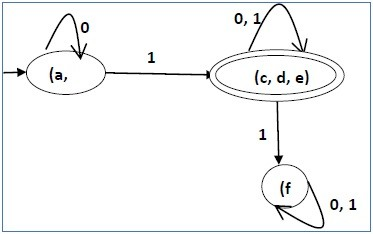 0
0, 1
1
(a,
(c, d, e)
1
(f
0, 1